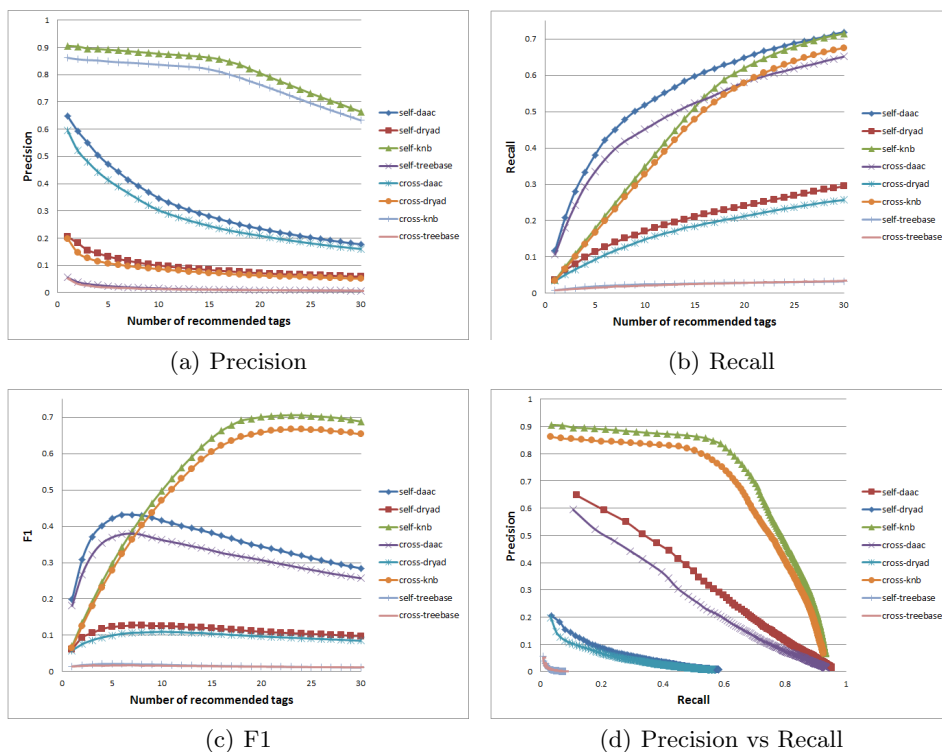 1
0.9
0.8
0.7
0.6
0.5
0.4
0.3
0.2
0.1
0
0 5 10 15 20 25 30
Precision
Number of recommended tags
self-daac
self-dryad
self-knb
self-treebase
cross-daac
cross-dryad
cross-knb
cross-treebase
(a) Precision
0.7
0.6
0.5
0.4
0.3
0.2
0.1
0
0 5 10 15 20 25 30
Recall
Number of recommended tags
self-daac
self-dryad
self-knb
cross-daac
cross-dryad
cross-knb
self-treebase
cross-treebase
(b) Recall
0.7
0.6
0.5
0.4
0.3
0.2
0.1
0
0 5 10 15 20 25 30
F1
Number of recommended tags
self-daac
self-dryad
self-knb
cross-daac
cross-dryad
cross-knb
self-treebase
cross-treebase
(c) F1
1
0.9
0.8
0.7
0.6
0.5
0.4
0.3
0.2
0.1
0
0 0.2 0.4 0.6 0.8 1
Precision
Recall
self-daac
self-dryad
self-knb
cross-daac
cross-dryad
cross-knb
self-treebase
cross-treebase
(d) Precision vs Recall